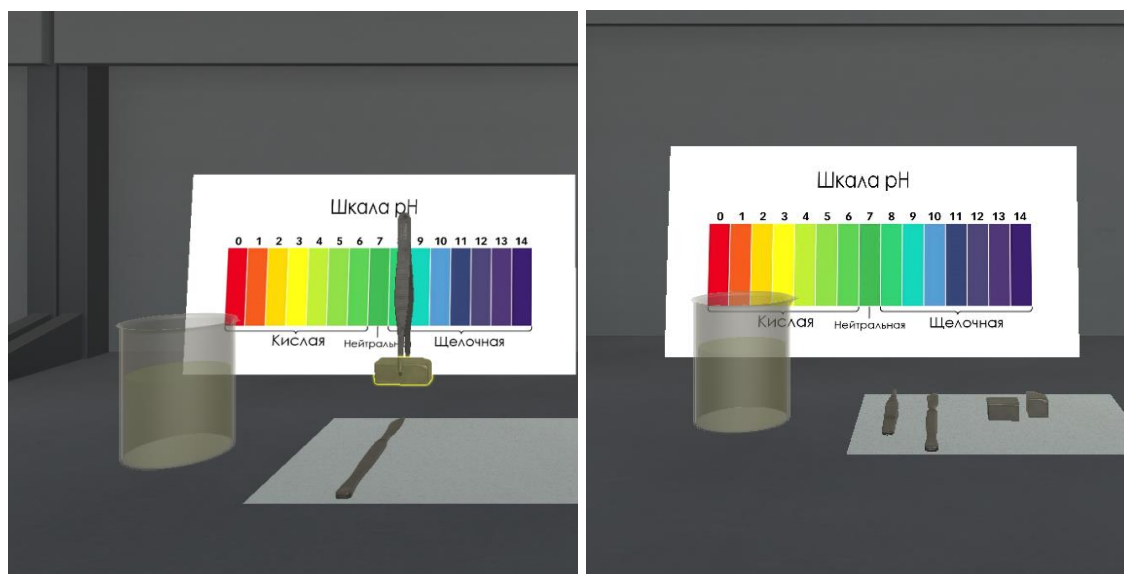 Шкала pH
0 1 2 3 4 5 6 7 9 10 11 12 13 14
Кислая Нейтральн Щелочная
Шкала pH
0 1 2 3 4 5 6 7 8 9 10 11 12 13 14
Кислая Нейтральная Щелочная